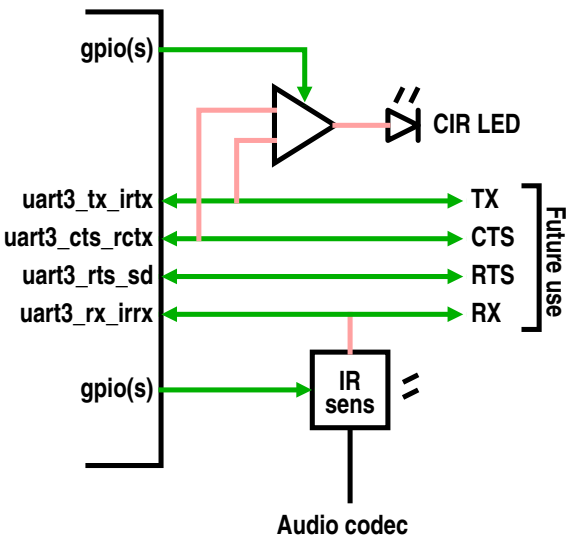 gpio(s)
CIR LED
uart3_tx_irtx
TX
uart3_cts_rctx
CTS
uart3_rts_sd
RTS
uart3_rx_irrx
RX
Future use
gpio(s)
IR
sens
Audio codec